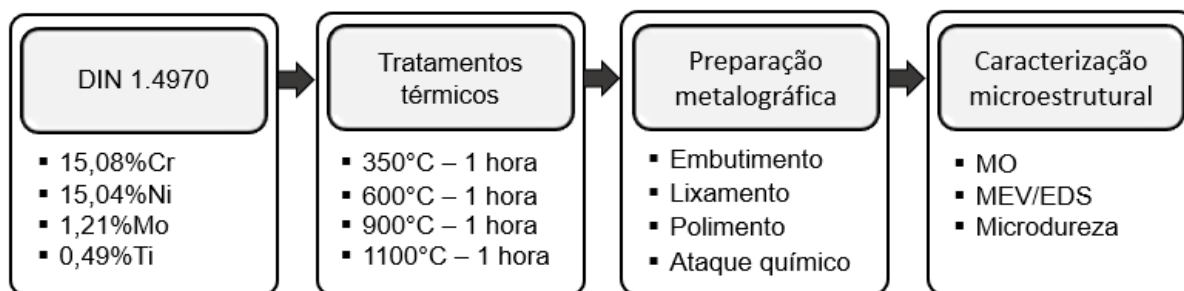 DIN 1.4970
▪ 15,08%Cr
▪ 15,04%Ni
▪ 1,21%Mo
▪ 0,49%Ti
Tratamentos
térmicos
▪ 350°C – 1 hora
▪ 600°C – 1 hora
▪ 900°C – 1 hora
▪ 1100°C – 1 hora
Preparação
metalográfica
▪ Embutimento
▪ Lixamento
▪ Polimento
▪ Ataque químico
Caracterização
microestrutural
▪ MO
▪ MEV/EDS
▪ Microdureza